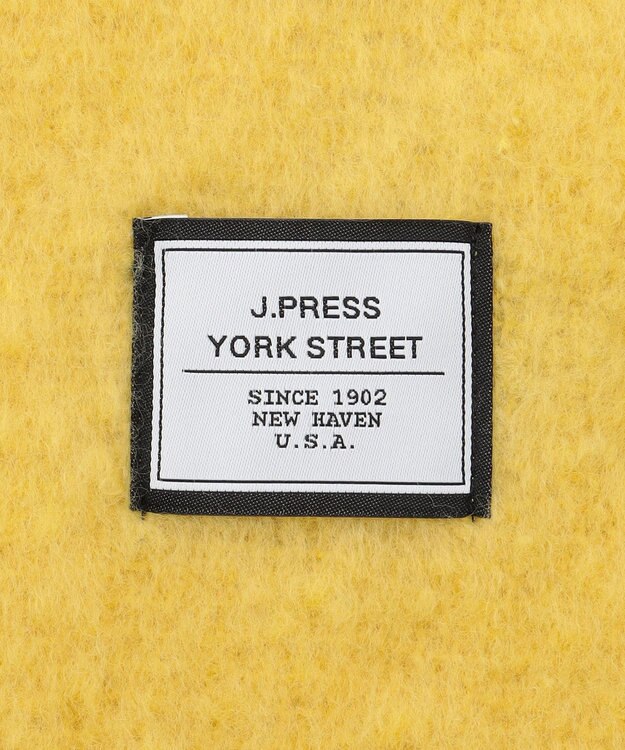 J.PRESS
YORK STREET
SINCE 1902
NEW HAVEN
U.S.A.